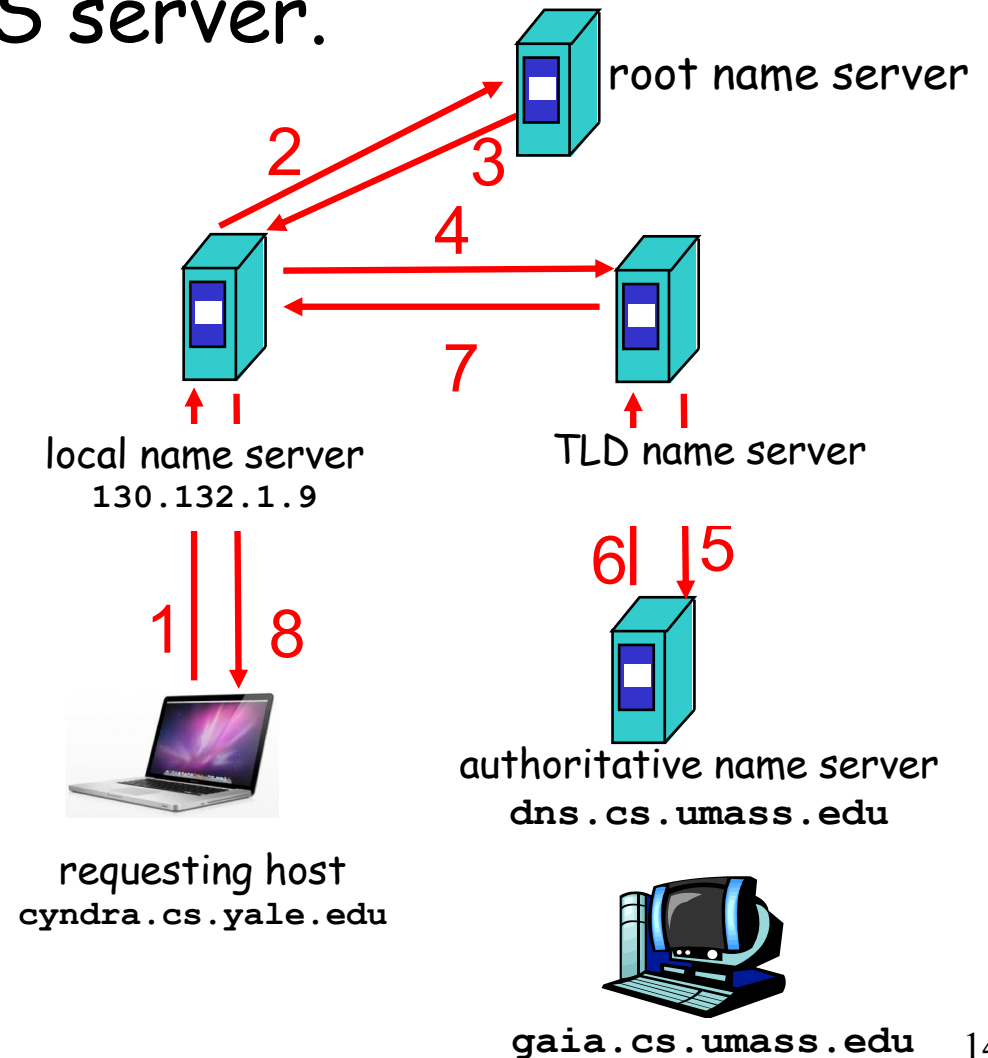 S server.
root name server
2
3
4
7
local name server
130.132.1.9
TLD name server
6
5
1
8
authoritative name server
dns.cs.umass.edu
requesting host
cyndra.cs.yale.edu
gaia.cs.umass.edu
14